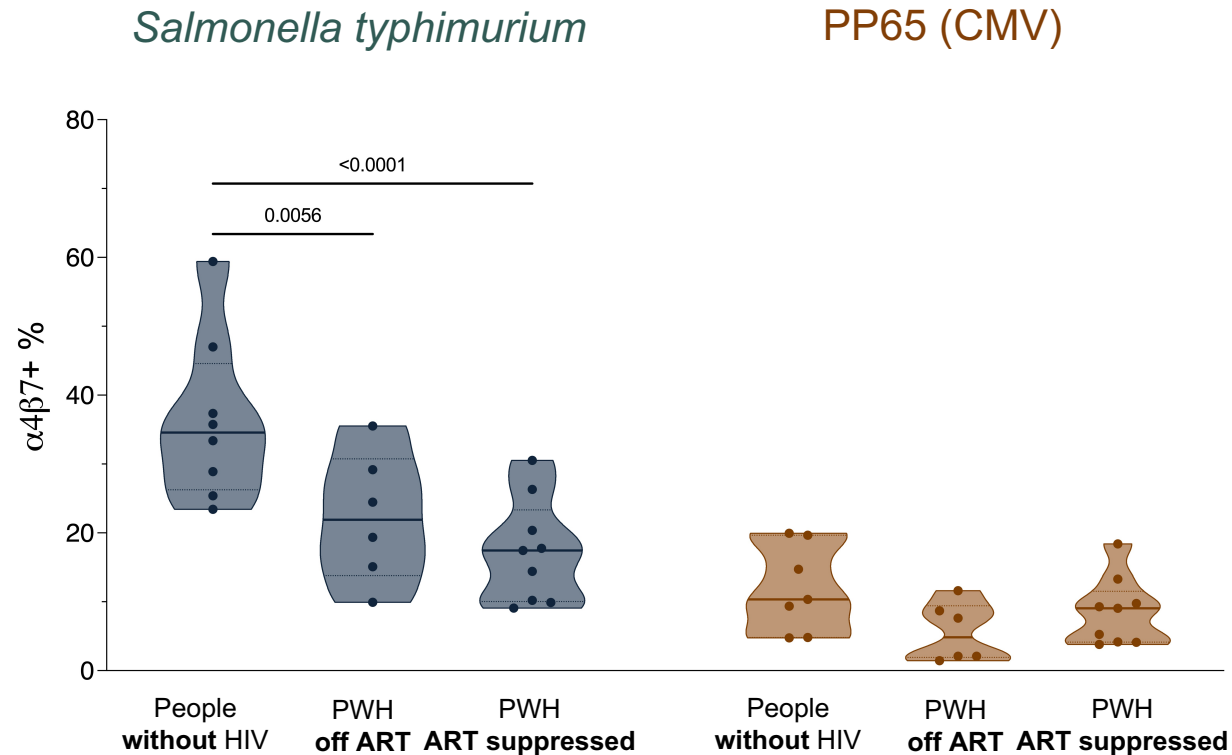 Salmonella typhimurium
PP65 (CMV)
80
60
40
20
0
α4β7+ %
<0.0001
0.0056
People
without HIV
PWH
off ART
PWH
ART suppressed
People
without HIV
PWH
off ART
PWH
ART suppressed